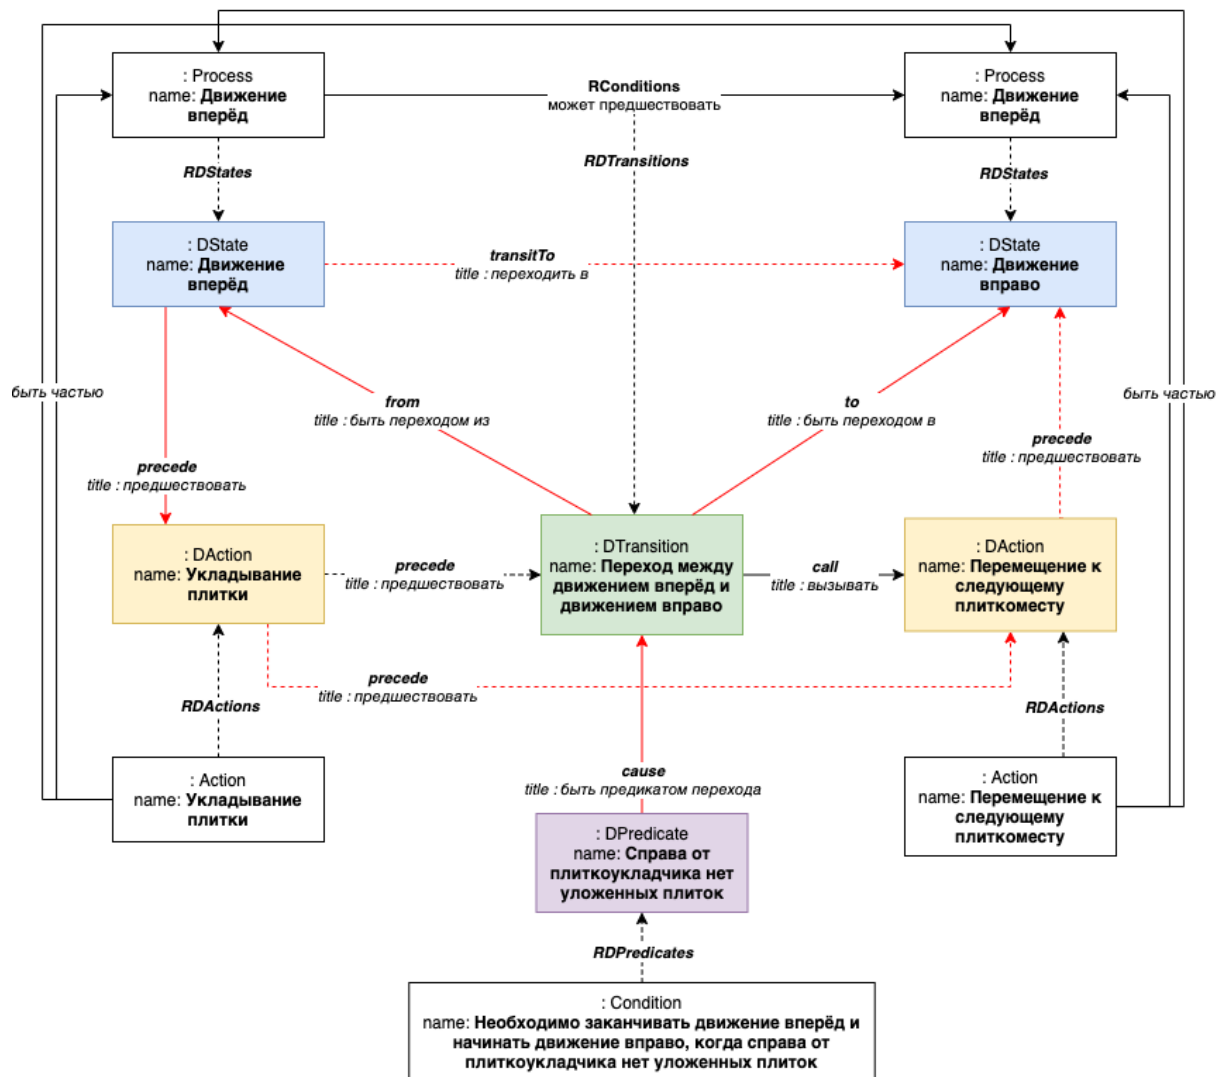 : Process
name: Движение
вперёд
RConditions
может предшествовать
: Process
name: Движение
вперёд
RDStates
RDTransitions
RDStates
: DState
name: Движение
вперёд
transitTo
title : переходить в
: DState
name: Движение
вправо
быть частью
from
title : быть переходом из
to
title : быть переходом в
быть частью
precede
title : предшествовать
precede
title : предшествовать
: DAction
name: Укладывание
плитки
precede
title : предшествовать
: DTransition
name: Переход между
движением вперёд и
движением вправо
call
title : вызывать
: DAction
name: Перемещение к
следующему
плиткоместу
precede
title : предшествовать
RDActions
RDActions
: Action
name: Укладывание
плитки
cause
title : быть предикатом перехода
: Action
name: Перемещение к
следующему
плиткоместу
: DPredicate
name: Справа от
плиткоукладчика нет
уложенных плиток
RDPredicates
: Condition
name: Необходимо заканчивать движение вперёд и
начинать движение вправо, когда справа от
плиткоукладчика нет уложенных плиток